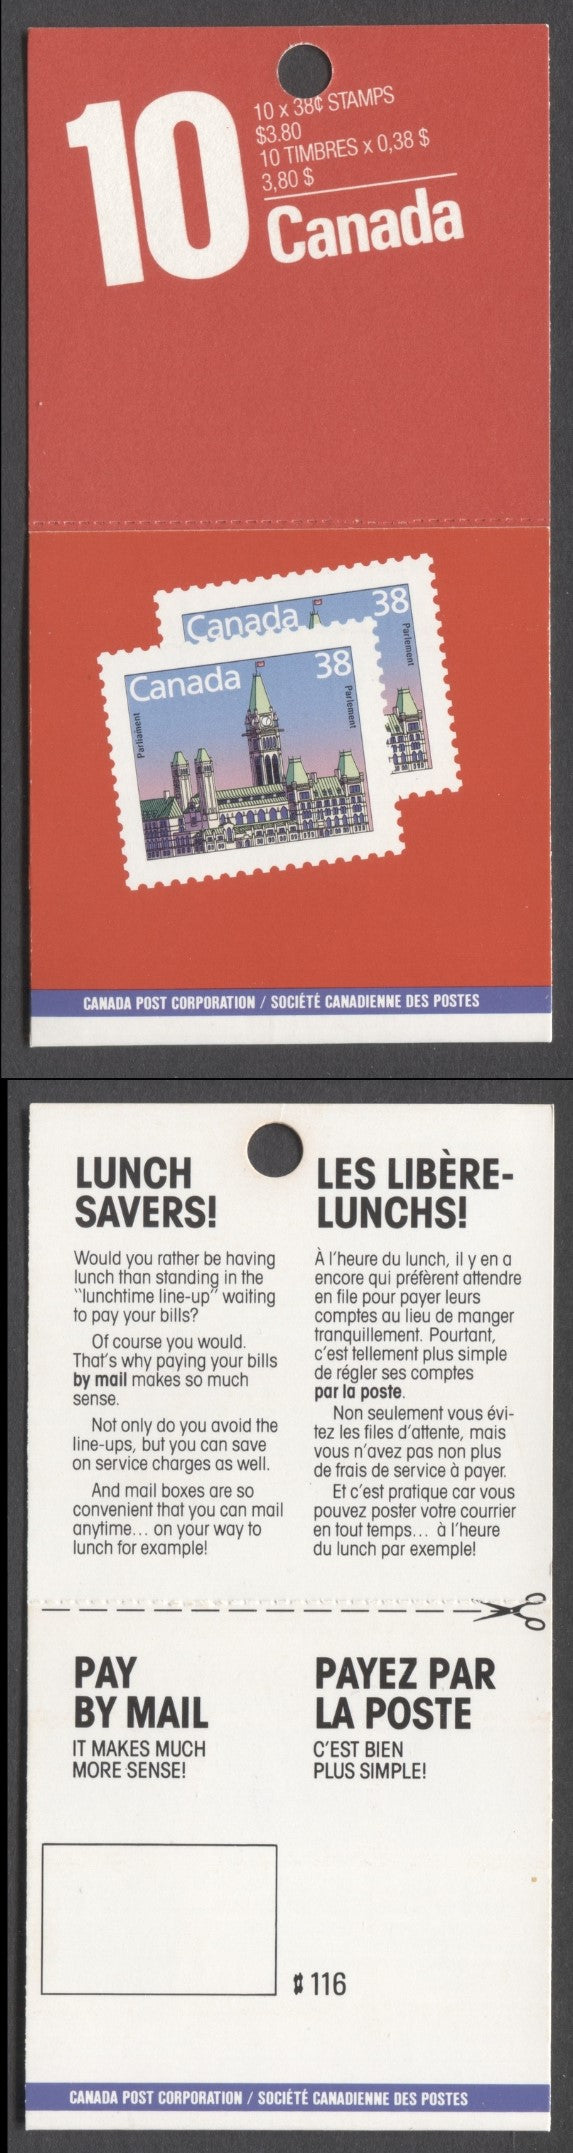 10
10 x 38¢ STAMPS
$3.80
10 TIMBRES x 0,38 $
3,80 $
Canada
Canada 38
Parlement
Canada 38
Parliament
Parlement
CANADA POST CORPORATION / SOCIÉTÉ CANADIENNE DES POSTES
LUNCH
SAVERS!
Would you rather be having
lunch than standing in the
"lunchtime line-up" waiting
to pay your bills?
Of course you would.
That's why paying your bills
by mail makes so much
sense.
Not only do you avoid the
line-ups, but you can save
on service charges as well.
And mail boxes are so
convenient that you can mail
anytime... on your way to
lunch for example!
LES LIBÈRE-
LUNCHS!
À l'heure du lunch, il y en a
encore qui préfèrent attendre
en file pour payer leurs
comptes au lieu de manger
tranquillement. Pourtant,
c'est tellement plus simple
de régler ses comptes
par la poste.
Non seulement vous évi-
tez les files d'attente, mais
vous n'avez pas non plus
de frais de service à payer.
Et c'est pratique car vous
pouvez poster votre courrier
en tout temps... à l'heure
du lunch par exemple!
PAY
BY MAIL
IT MAKES MUCH
MORE SENSE!
PAYEZ PAR
LA POSTE
C'EST BIEN
PLUS SIMPLE!
116
CANADA POST CORPORATION / SOCIÉTÉ CANADIENNE DES POSTES